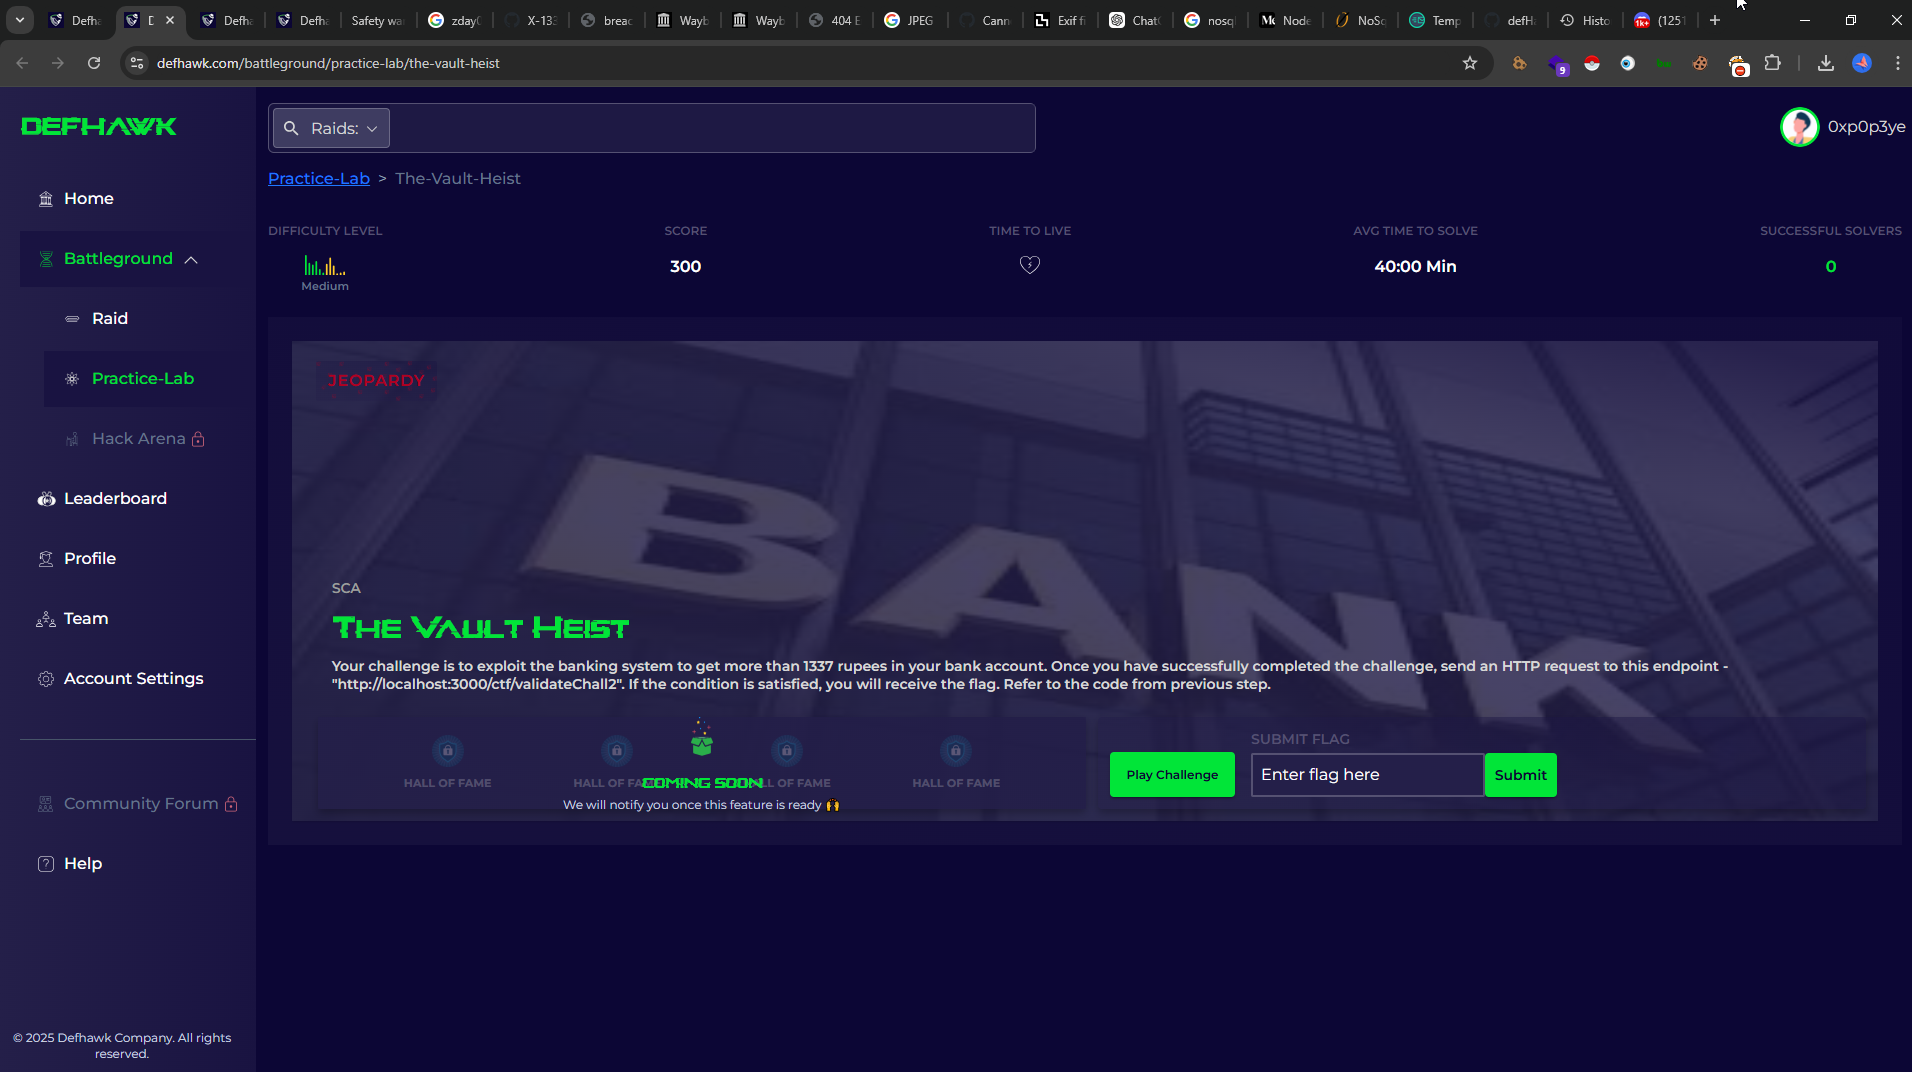 Defha
D
Defha
Defha
Safety wa
zday
X-133
breac
Wayb
Wayb
404 E
JPEG
Cann
Exif fi
ChatG
nosq
Node
NoSq
Temp
defH
Histo
(1251
defhawk.com/battleground/practice-lab/the-vault-heist
9
DEFHAWK
Raids:
0xp0p3ye
Practice-Lab > The-Vault-Heist
Home
Battleground
Raid
Practice-Lab
Hack Arena
Leaderboard
Profile
Team
Account Settings
Community Forum
Help
© 2025 Defhawk Company. All rights
reserved.
DIFFICULTY LEVEL
Medium
SCORE
300
TIME TO LIVE
AVG TIME TO SOLVE
40:00 Min
SUCCESSFUL SOLVERS
0
JEOPARDY
BANK
SCA
The Vault Heist
Your challenge is to exploit the banking system to get more than 1337 rupees in your bank account. Once you have successfully completed the challenge, send an HTTP request to this endpoint -
"http://localhost:3000/ctf/validateChall2". If the condition is satisfied, you will receive the flag. Refer to the code from previous step.
HALL OF FAME
HALL OF FA
COMING SOON
LL OF FAME
HALL OF FAME
We will notify you once this feature is ready 🙌
Play Challenge
SUBMIT FLAG
Enter flag here
Submit